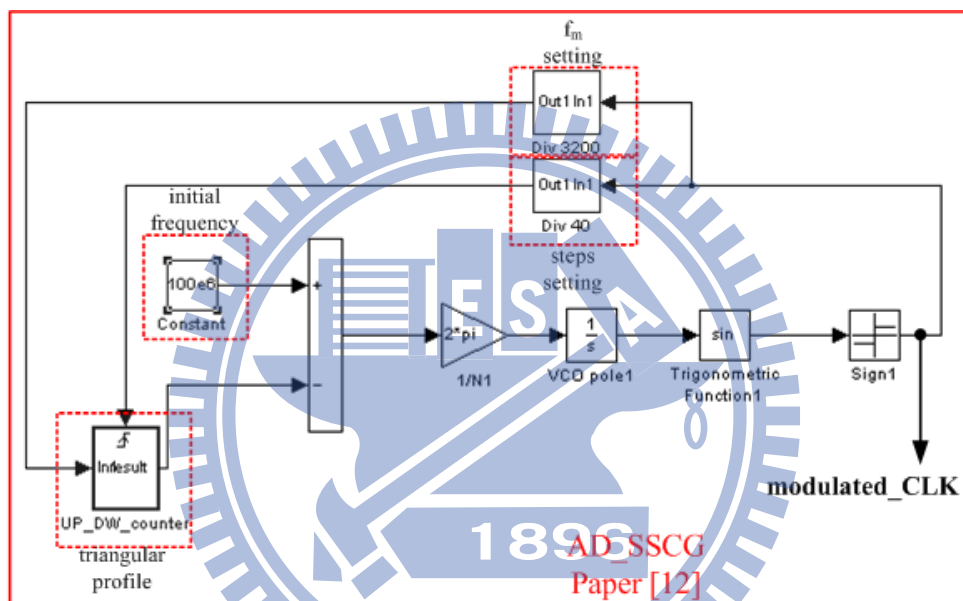 fm
setting
Out1 In1
Div 3200
Out1 In1
Div 40
steps
setting
initial
frequency
100e6
Constant
+
−
2*pi
1/N1
1
s
VCO pole1
sin
Trigonometric
Function1
Sign1
modulated_CLK
UP_DW_counter
triangular
profile
ESA
1896
AD_SSCG
Paper [12]